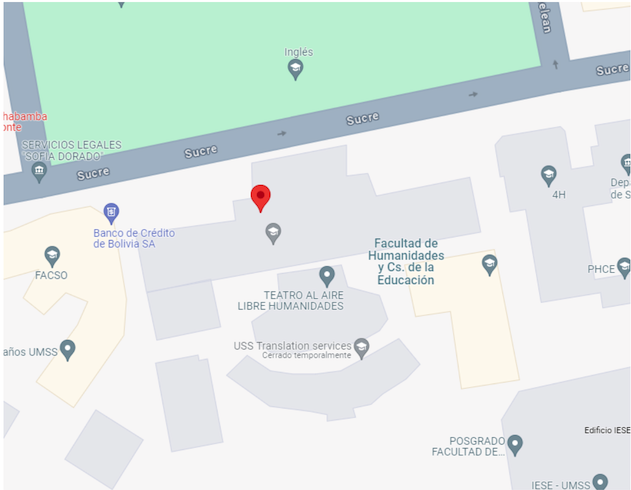 elean
Inglés
Sucre
Sucre
Sucre
Sucre
habamba
onte
SERVICIOS LEGALES
"SOFIA DORADO"
4H
Dep
de S
Banco de Crédito
de Bolivia SA
Facultad de
Humanidades
y Cs. de la
Educación
FACSO
PHCE
TEATRO AL AIRE
LIBRE HUMANIDADES
USS Translation services
Cerrado temporalmente
años UMSS
Edificio IESE
POSGRADO
FACULTAD DE...
IESE - UMSS